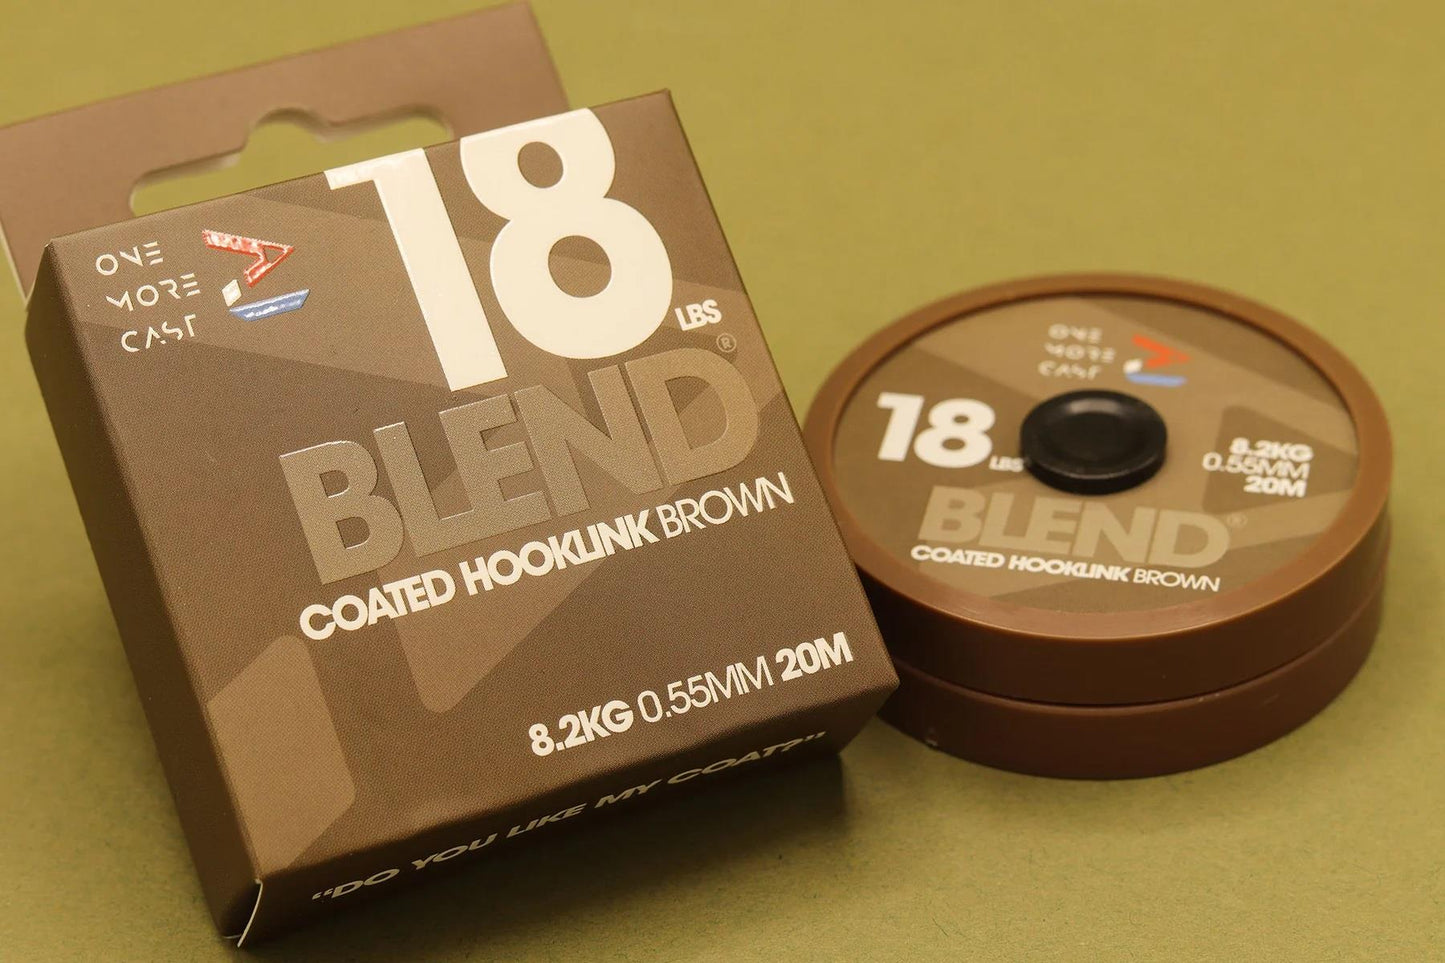 ONE
MORE
CAST
18
LBS
BLEND®
COATED HOOKLINK BROWN
8.2KG 0.55MM 20M
“DO YOU LIKE MY COAT?”
ONE
MORE
CAST
18 LBS
8.2KG
0.55MM
20M
BLEND®
COATED HOOKLINK BROWN